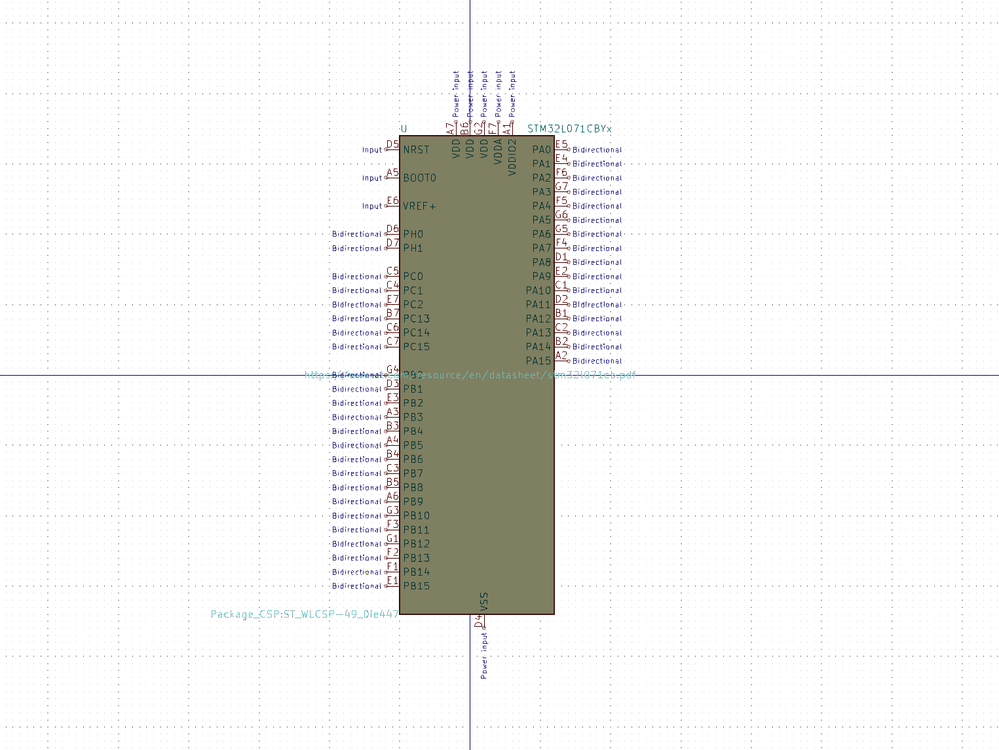 Power input Power input Power input Power input Power input
A7 B6 G2 F7 A1
U STM32L071CBYx
VDD VDD VDD VDDA VDDIO2
Input D5 NRST PA0 E5 Bidirectional
PA1 E4 Bidirectional
Input A5 BOOT0 PA2 F6 Bidirectional
PA3 G7 Bidirectional
Input E6 VREF+ PA4 F5 Bidirectional
PA5 G6 Bidirectional
Bidirectional D6 PH0 PA6 G5 Bidirectional
Bidirectional D7 PH1 PA7 F4 Bidirectional
PA8 D1 Bidirectional
Bidirectional C5 PC0 PA9 E2 Bidirectional
Bidirectional C4 PC1 PA10 C1 Bidirectional
Bidirectional E7 PC2 PA11 D2 Bidirectional
Bidirectional B7 PC13 PA12 B1 Bidirectional
Bidirectional C6 PC14 PA13 C2 Bidirectional
Bidirectional C7 PC15 PA14 B2 Bidirectional
PA15 A2 Bidirectional
Bidirectional G4 PB0
Bidirectional D3 PB1
Bidirectional E3 PB2
Bidirectional A3 PB3
Bidirectional B3 PB4
Bidirectional A4 PB5
Bidirectional B4 PB6
Bidirectional C3 PB7
Bidirectional B5 PB8
Bidirectional A6 PB9
Bidirectional G3 PB10
Bidirectional F3 PB11
Bidirectional G1 PB12
Bidirectional F2 PB13
Bidirectional F1 PB14
Bidirectional E1 PB15
Package_CSP:ST_WLCSP-49_Die447
VSS
D4
Power input